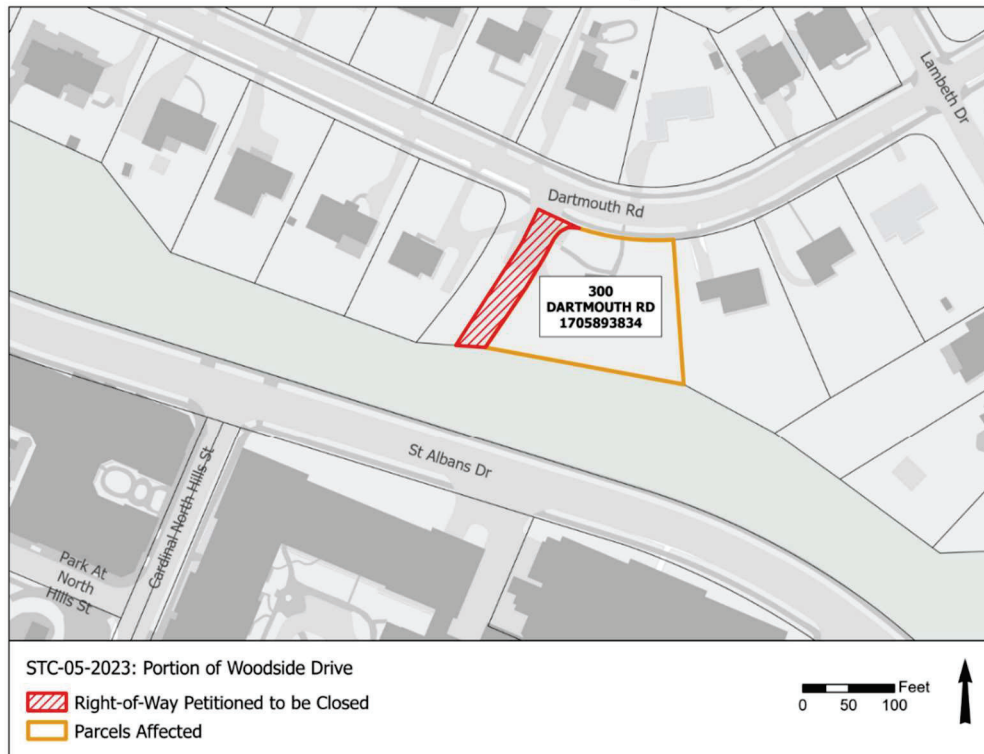 Lambeth Dr
Dartmouth Rd
300
DARTMOUTH RD
1705893834
St Albans Dr
Cardinal North Hills St
Park At
North
Hills St
STC-05-2023: Portion of Woodside Drive
Right-of-Way Petitioned to be Closed
Parcels Affected
Feet
0 50 100